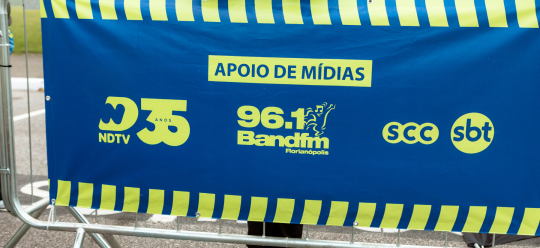 APOIO DE MÍDIAS
NDTV
35
ANOS
96.1
Bandfm
Florianópolis
scc
sbt